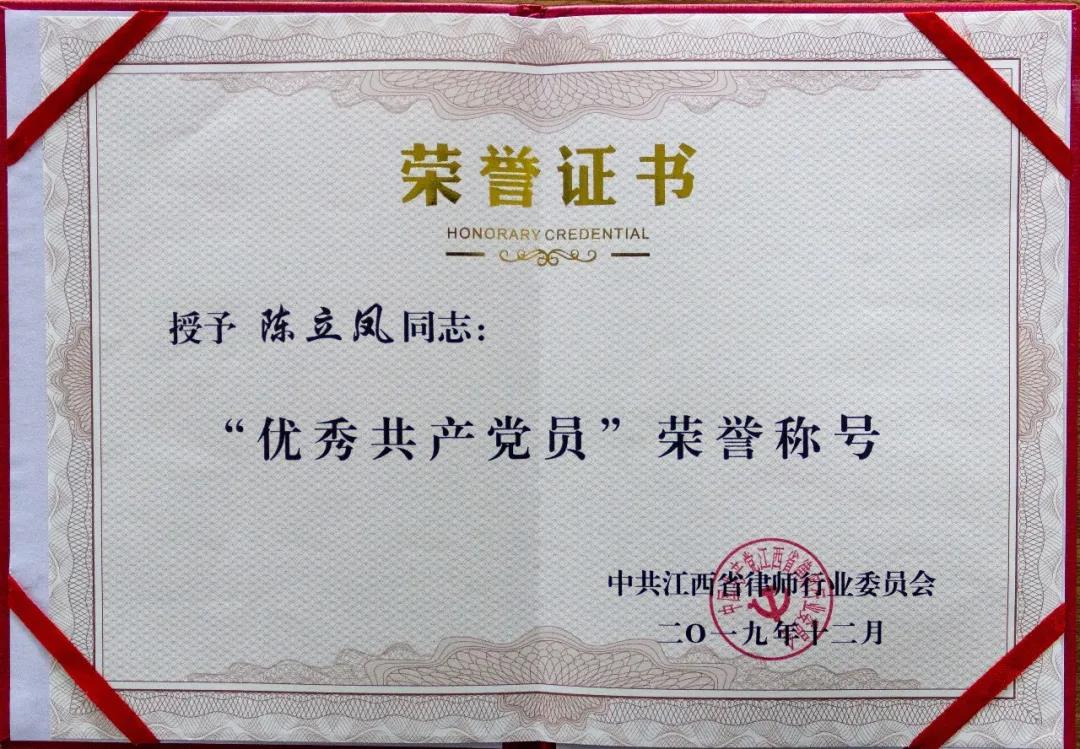 荣誉证书
HONORARY CREDENTIAL
授予 陈立凤同志：
“优秀共产党员”荣誉称号
中共江西省律师行业委员会
二〇一九年十二月